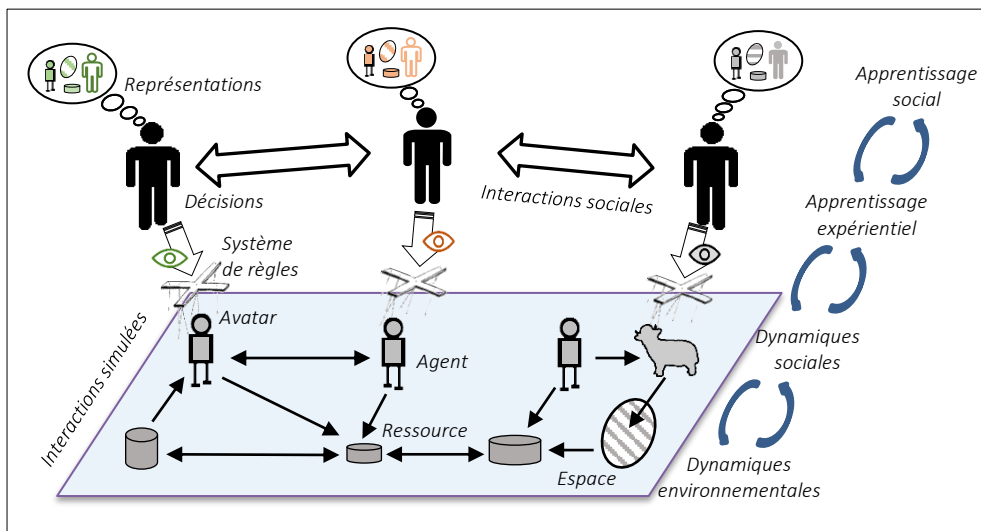 Représentations
Apprentissage
social
Décisions
Interactions sociales
Apprentissage
expérientiel
Système
de règles
Interactions simulées
Avatar
Agent
Dynamiques
sociales
Ressource
Espace
Dynamiques
environnementales